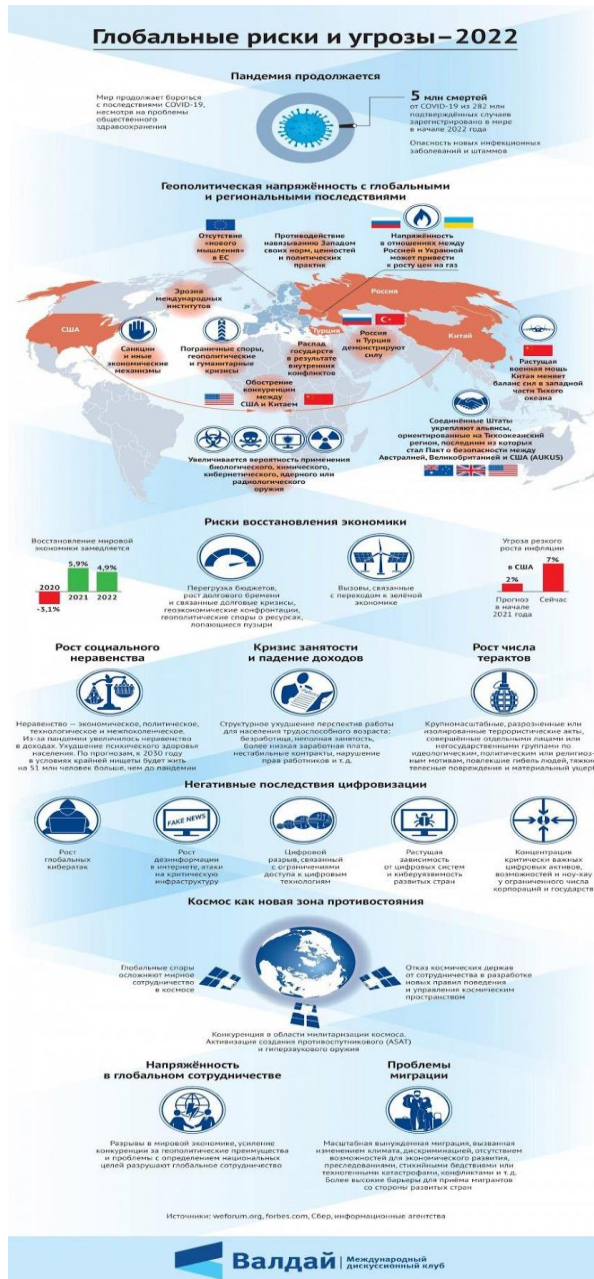 Глобальные риски и угрозы – 2022
Пандемия продолжается
Мир продолжает бороться
с последствиями COVID-19,
несмотря на проблемы
общественного
здравоохранения
5 млн смертей
от COVID-19 из 282 млн
подтверждённых случаев
зарегистрировано в мире
в начале 2022 года
Опасность новых инфекционных
заболеваний и штаммов
Геополитическая напряжённость с глобальными
и региональными последствиями
Отсутствие
«нового
мышления»
в ЕС
Противодействие
навязыванию Западом
своих норм, ценностей
и политических
практик
Напряжённость
в отношениях между
Россией и Украиной
может привести
к росту цен на газ
Эрозия
международных
институтов
Россия
США
Турция
Китай
Санкции
и иные
экономические
механизмы
Пограничные споры,
геополитические
и гуманитарные
кризисы
Распад
государств
в результате
внутренних
конфликтов
Россия
и Турция
демонстрируют
силу
Растущая
военная мощь
Китая меняет
баланс сил в западной
части Тихого
океана
Обострение
конкуренции
между
США и Китаем
Соединённые Штаты
укрепляют альянсы,
ориентированные на Тихоокеанский
регион, последним из которых
стал Пакт о безопасности между
Австралией, Великобританией и США (AUKUS)
Увеличивается вероятность применения
биологического, химического,
кибернетического, ядерного или
радиологического
оружия
Риски восстановления экономики
Восстановление мировой
экономики замедляется
2020
-3,1%
5,9%
2021
4,9%
2022
Перегрузка бюджетов,
рост долгового бремени
и связанные долговые кризисы,
геоэкономические конфронтации,
геополитические споры о ресурсах,
лопающиеся пузыри
Вызовы, связанные
с переходом к зелёной
экономике
Угроза резкого
роста инфляции
в США
2%
7%
Прогноз
в начале
2021 года
Сейчас
Рост социального
неравенства
Неравенство — экономическое, политическое,
технологическое и межпоколенческое.
Из-за пандемии увеличилось неравенство
в доходах. Ухудшение психического здоровья
населения. По прогнозам, к 2030 году
в условиях крайней нищеты будет жить
на 51 млн человек больше, чем до пандемии
Кризис занятости
и падение доходов
Структурное ухудшение перспектив работы
для населения трудоспособного возраста:
безработица, неполная занятость,
более низкая заработная плата,
нестабильные контракты, нарушение
прав работников и т.д.
Рост числа
терактов
Крупномасштабные, разрозненные или
изолированные террористические акты,
совершённые отдельными лицами или
негосударственными группами по
идеологическим, политическим или религиоз-
ным мотивам, повлекшие гибель людей, тяжкие
телесные повреждения и материальный ущерб
Негативные последствия цифровизации
FAKE NEWS
Рост
глобальных
кибератак
Рост
дезинформации
в интернете, атаки
на критическую
инфраструктуру
Цифровой
разрыв, связанный
с ограничениями
доступа к цифровым
технологиям
Растущая
зависимость
от цифровых систем
и киберуязвимость
развитых стран
Концентрация
критически важных
цифровых активов,
возможностей и ноу-хау
у ограниченного числа
корпораций и государств
Космос как новая зона противостояния
Глобальные споры
осложняют мирное
сотрудничество
в космосе
Отказ космических держав
от сотрудничества в разработке
новых правил поведения
и управления космическим
пространством
Конкуренция в области милитаризации космоса.
Активизация создания противоспутникового (ASAT)
и гиперзвукового оружия
Напряжённость
в глобальном сотрудничестве
Разрывы в мировой экономике, усиление
конкуренции за геополитические преимущества
и проблемы с определением национальных
целей разрушают глобальное сотрудничество
Проблемы
миграции
Масштабная вынужденная миграция, вызванная
изменением климата, дискриминацией, отсутствием
возможностей для экономического развития,
преследованиями, стихийными бедствиями или
техногенными катастрофами, конфликтами и т.д.
Более высокие барьеры для приёма мигрантов
со стороны развитых стран
Источники: weforum.org, forbes.com, Сбер, информационные агентства
Валдай
Международный
дискуссионный клуб